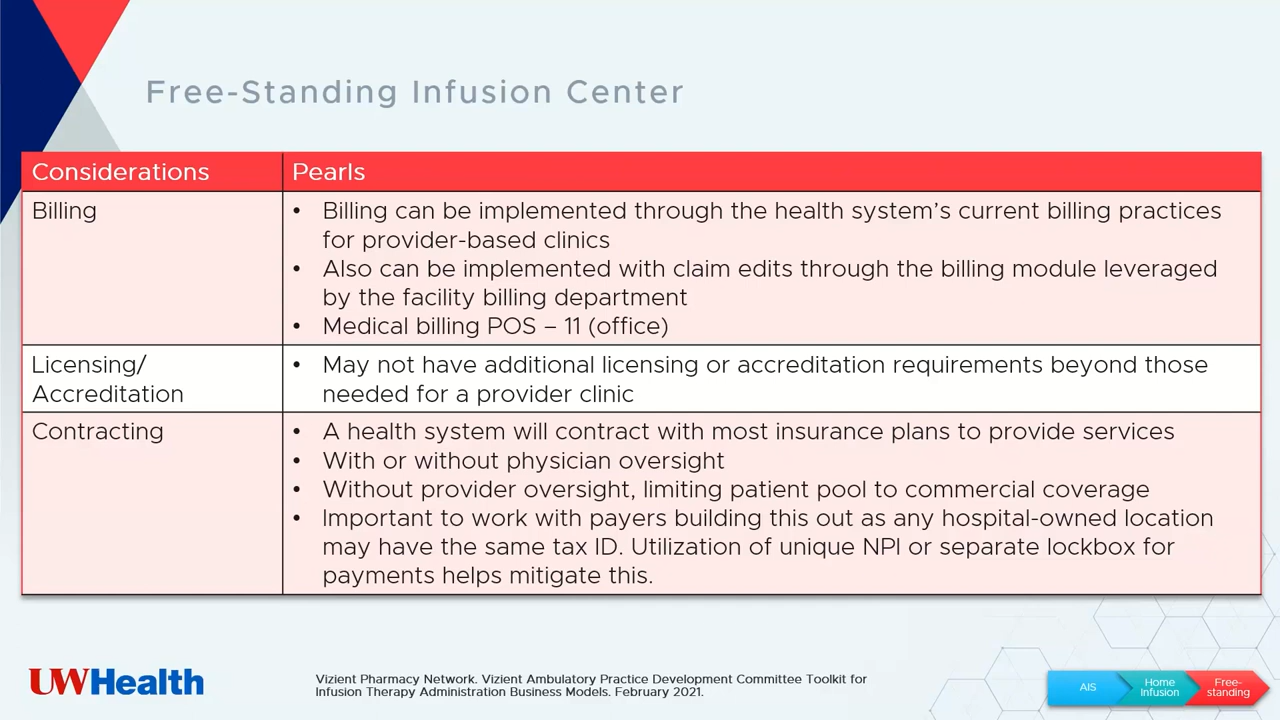 Free-Standing Infusion Center
Considerations
Pearls
Billing
• Billing can be implemented through the health system’s current billing practices
for provider-based clinics
• Also can be implemented with claim edits through the billing module leveraged
by the facility billing department
• Medical billing POS – 11 (office)
Licensing/
Accreditation
• May not have additional licensing or accreditation requirements beyond those
needed for a provider clinic
Contracting
• A health system will contract with most insurance plans to provide services
• With or without physician oversight
• Without provider oversight, limiting patient pool to commercial coverage
• Important to work with payers building this out as any hospital-owned location
may have the same tax ID. Utilization of unique NPI or separate lockbox for
payments helps mitigate this.
UWHealth
Vizient Pharmacy Network. Vizient Ambulatory Practice Development Committee Toolkit for
Infusion Therapy Administration Business Models. February 2021.
AIS
Home
Infusion
Free-
standing